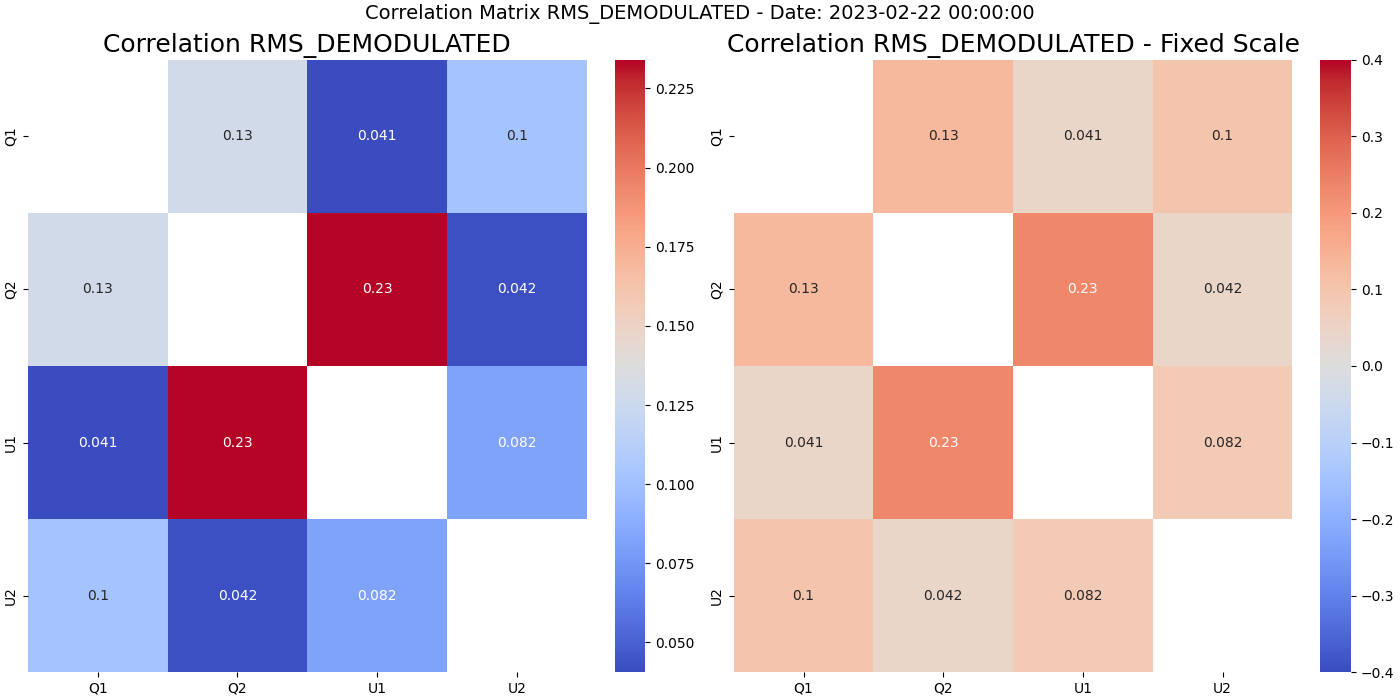 Correlation Matrix RMS_DEMODULATED - Date: 2023-02-22 00:00:00
Correlation RMS_DEMODULATED
Q1
0.13
0.041
0.1
Q2
0.13
0.23
0.042
U1
0.041
0.23
0.082
U2
0.1
0.042
0.082
Q1
Q2
U1
U2
0.225
0.200
0.175
0.150
0.125
0.100
0.075
0.050
Correlation RMS_DEMODULATED - Fixed Scale
Q1
0.13
0.041
0.1
Q2
0.13
0.23
0.042
U1
0.041
0.23
0.082
U2
0.1
0.042
0.082
Q1
Q2
U1
U2
0.4
0.3
0.2
0.1
0.0
−0.1
−0.2
−0.3
−0.4